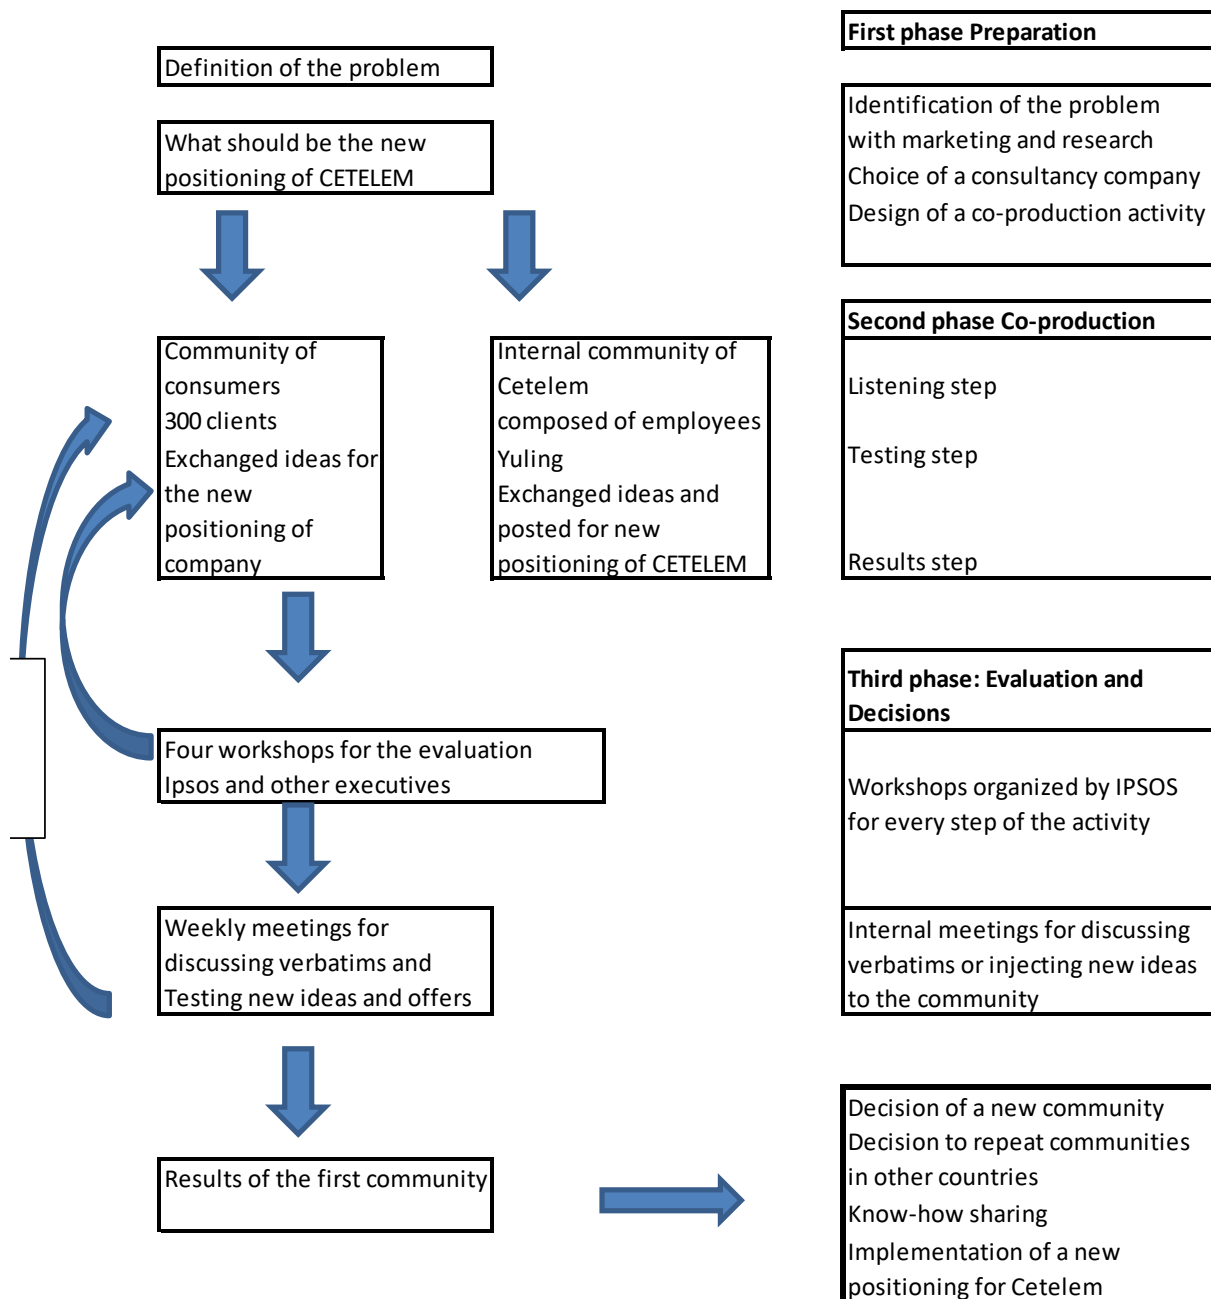 Definition of the problem
What should be the new
positioning of CETELEM
Community of
consumers
300 clients
Exchanged ideas for
the new
positioning of
company
Internal community of
Cetelem
composed of employees
Yuling
Exchanged ideas and
posted for new
positioning of CETELEM
Four workshops for the evaluation
Ipsos and other executives
Weekly meetings for
discussing verbatims and
Testing new ideas and offers
Results of the first community
First phase Preparation
Identification of the problem
with marketing and research
Choice of a consultancy company
Design of a co-production activity
Second phase Co-production
Listening step
Testing step
Results step
Third phase: Evaluation and
Decisions
Workshops organized by IPSOS
for every step of the activity
Internal meetings for discussing
verbatims or injecting new ideas
to the community
Decision of a new community
Decision to repeat communities
in other countries
Know-how sharing
Implementation of a new
positioning for Cetelem